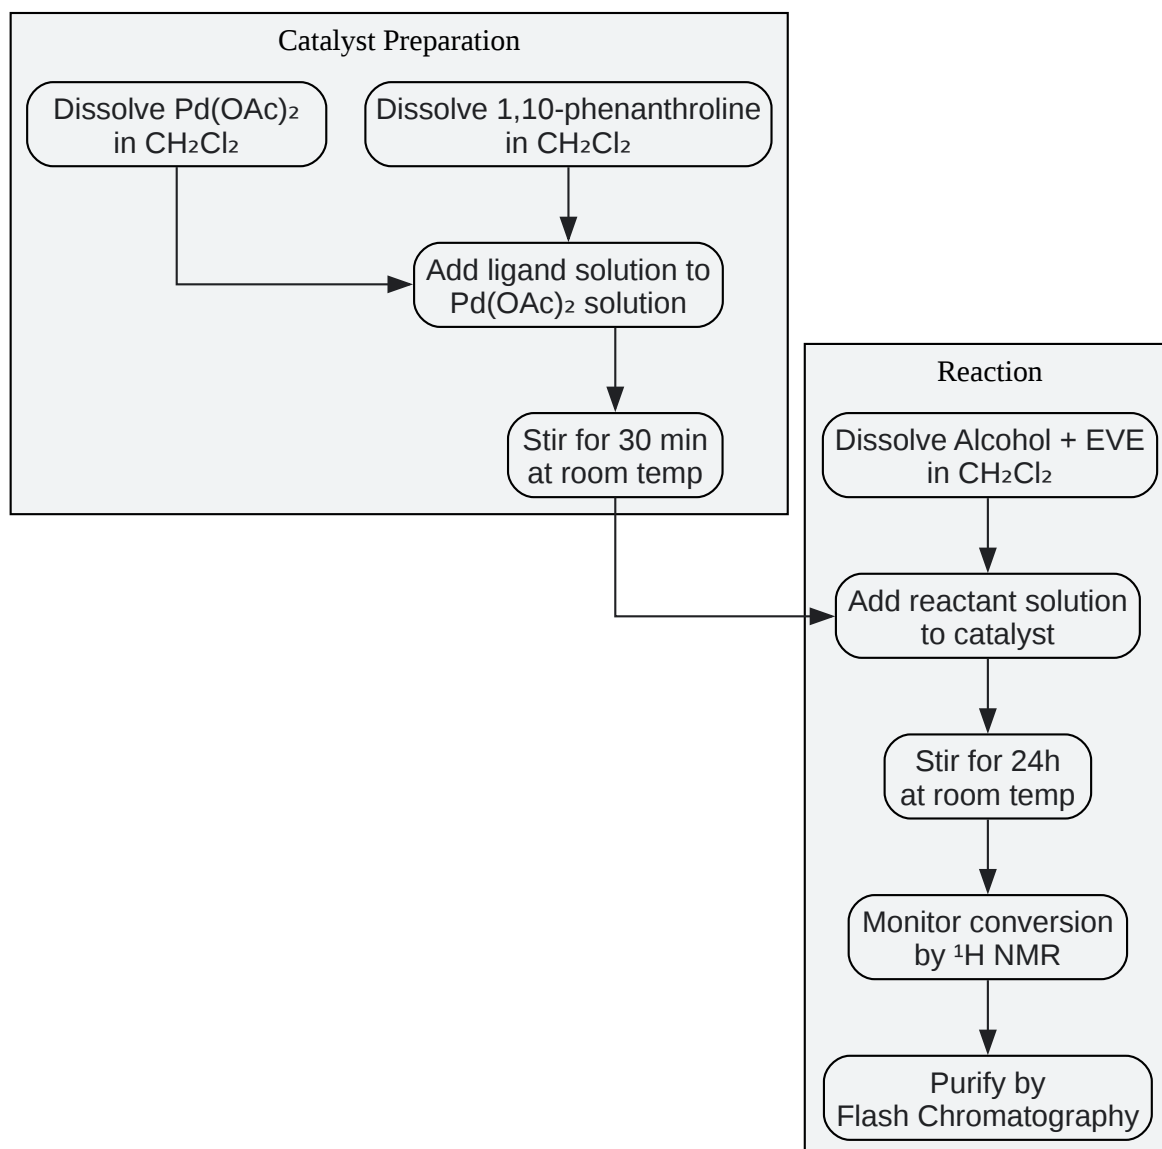 Catalyst Preparation
Dissolve Pd(OAc)₂
in CH₂Cl₂
Dissolve 1,10-phenanthroline
in CH₂Cl₂
Add ligand solution to
Pd(OAc)₂ solution
Stir for 30 min
at room temp
Reaction
Dissolve Alcohol + EVE
in CH₂Cl₂
Add reactant solution
to catalyst
Stir for 24h
at room temp
Monitor conversion
by ¹H NMR
Purify by
Flash Chromatography